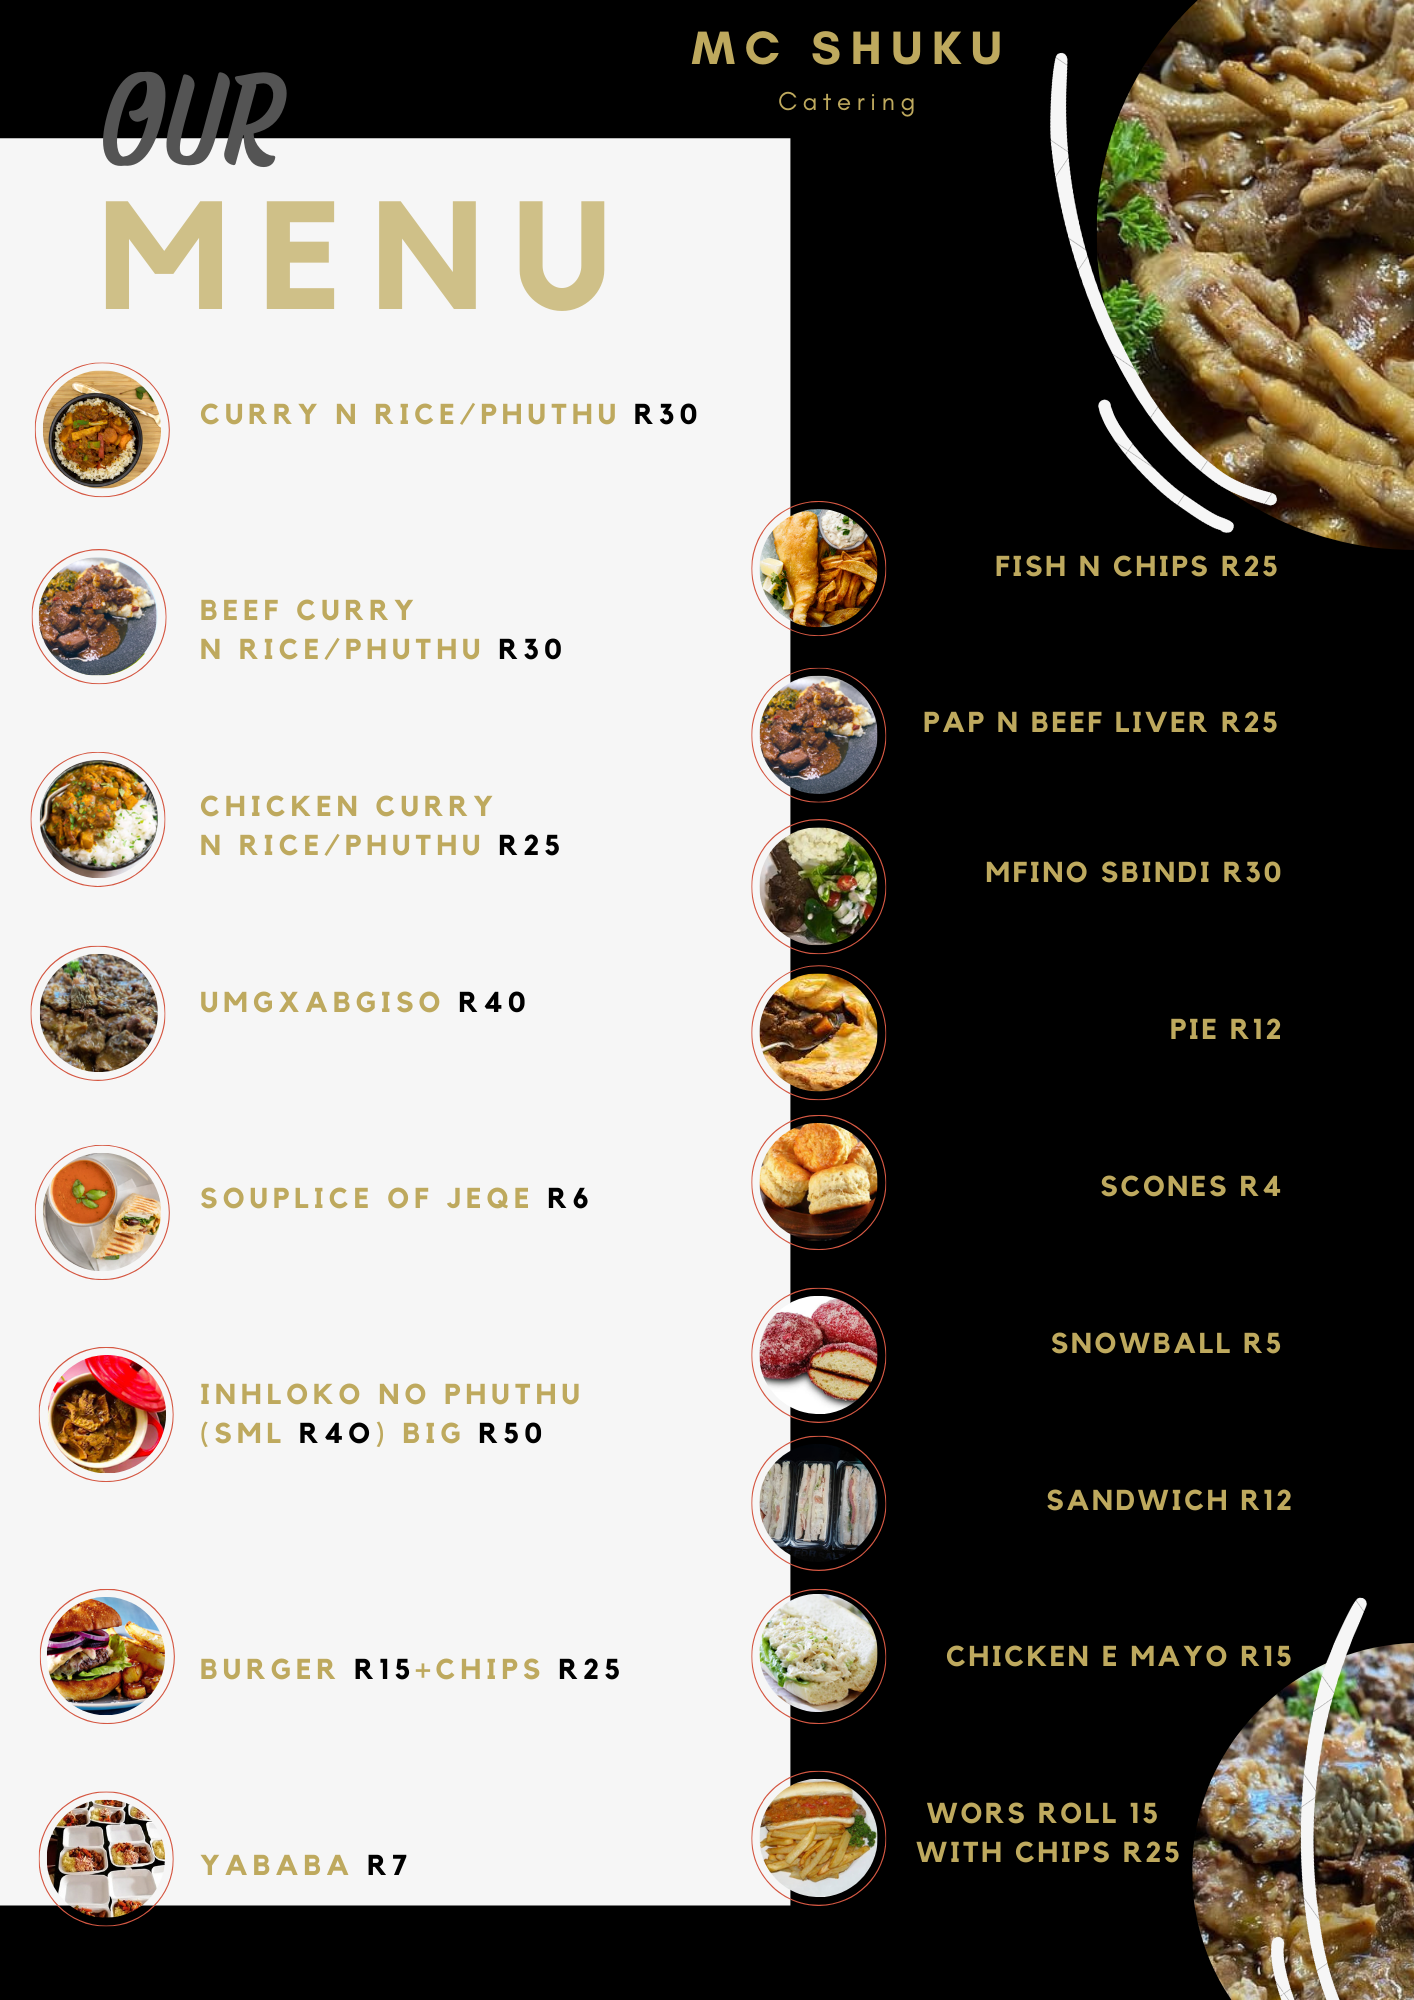 MC SHUKU
Catering
OUR
MENU
CURRY N RICE/PHUTHU R30
BEEF CURRY
N RICE/PHUTHU R30
CHICKEN CURRY
N RICE/PHUTHU R25
UMGXABGISO R40
SOUPLICE OF JEQE R6
INHLOKO NO PHUTHU
(SML R4O) BIG R50
BURGER R15+CHIPS R25
YABABA R7
FISH N CHIPS R25
PAP N BEEF LIVER R25
MFINO SBINDI R30
PIE R12
SCONES R4
SNOWBALL R5
SANDWICH R12
CHICKEN E MAYO R15
WORS ROLL 15
WITH CHIPS R25